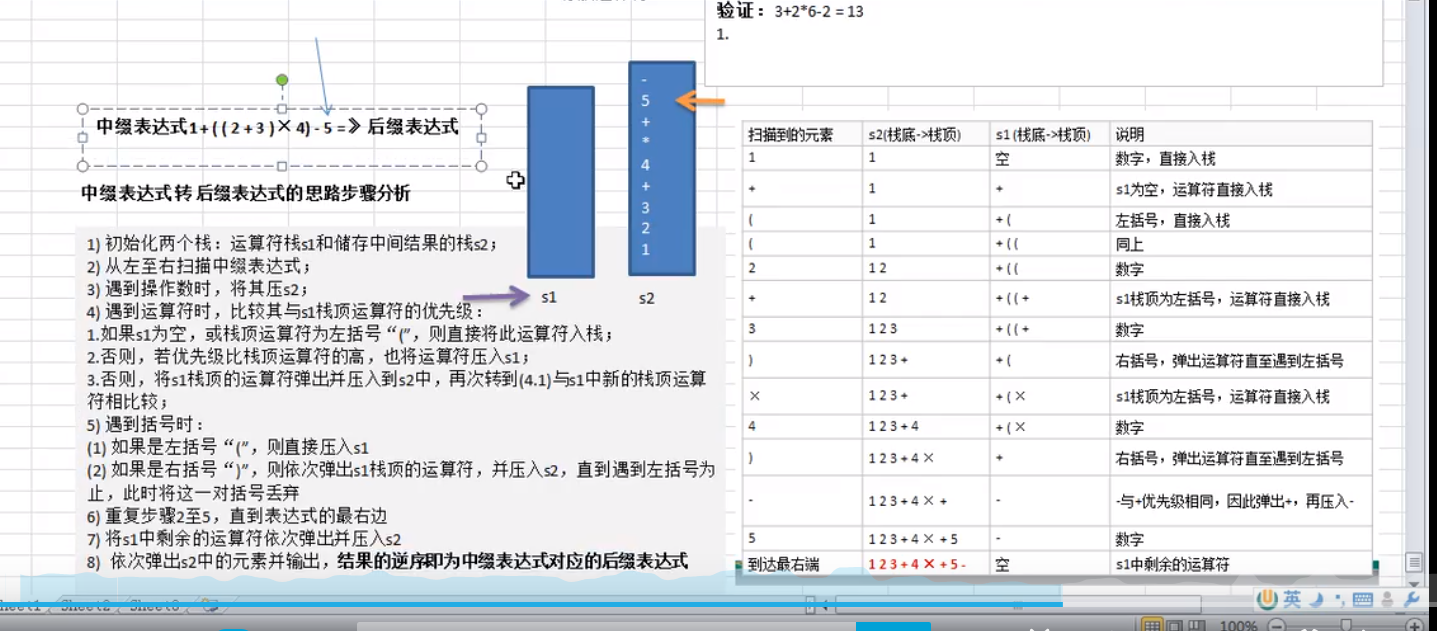 验证：3+2*6-2 = 13
1.
中缀表达式1 + ( ( 2 + 3 )× 4) - 5 =》后缀表达式
中缀表达式 转 后缀表达式的思路步骤分析
1) 初始化两个栈：运算符栈s1和储存中间结果的栈s2；
2) 从左至右扫描中缀表达式；
3) 遇到操作数时，将其压s2；
4) 遇到运算符时，比较其与s1栈顶运算符的优先级：
1.如果s1为空，或栈顶运算符为左括号“(”，则直接将此运算符入栈；
2.否则，若优先级比栈顶运算符的高，也将运算符压入s1；
3.否则，将s1栈顶的运算符弹出并压入到s2中，再次转到(4.1)与s1中新的栈顶运算
符相比较；
5) 遇到括号时：
(1) 如果是左括号“(”，则直接压入s1
(2) 如果是右括号“)”，则依次弹出s1栈顶的运算符，并压入s2，直到遇到左括号为
止，此时将这一对括号丢弃
6) 重复步骤2至5，直到表达式的最右边
7) 将s1中剩余的运算符依次弹出并压入s2
8) 依次弹出s2中的元素并输出，结果的逆序即为中缀表达式对应的后缀表达式
-
5
+
*
4
+
3
2
1
s1
s2
扫描到的元素 s2(栈底->栈顶) s1 (栈底->栈顶) 说明
1 1 空 数字，直接入栈
+ 1 + s1为空，运算符直接入栈
( 1 + ( 左括号，直接入栈
( 1 + ( ( 同上
2 1 2 + ( ( 数字
+ 1 2 + ( ( + s1栈顶为左括号，运算符直接入栈
3 1 2 3 + ( ( + 数字
) 1 2 3 + + ( 右括号，弹出运算符直至遇到左括号
× 1 2 3 + + ( × s1栈顶为左括号，运算符直接入栈
4 1 2 3 + 4 + ( × 数字
) 1 2 3 + 4 × + 右括号，弹出运算符直至遇到左括号
- 1 2 3 + 4 × + - -与+优先级相同，因此弹出+，再压入-
5 1 2 3 + 4 × + 5 - 数字
到达最右端 1 2 3 + 4 × + 5 - 空 s1中剩余的运算符
英
100%